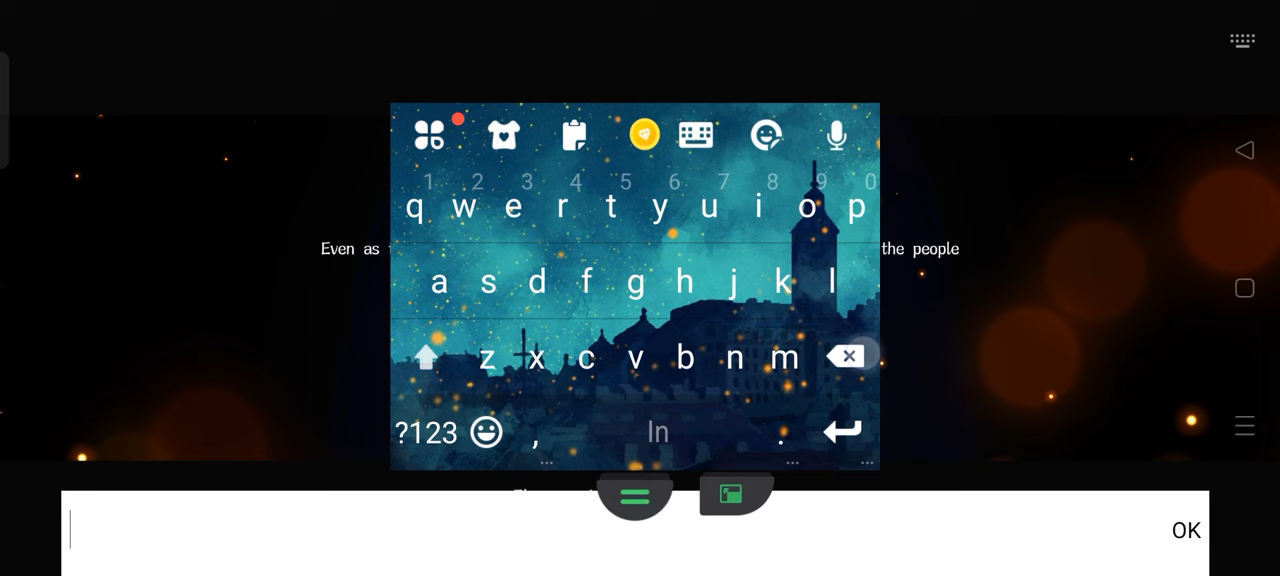 1 2 3 4 5 6 7 8 9 0
q w e r t y u i o p
Even as the people
a s d f g h j k l
z x c v b n m
?123 , In .
OK